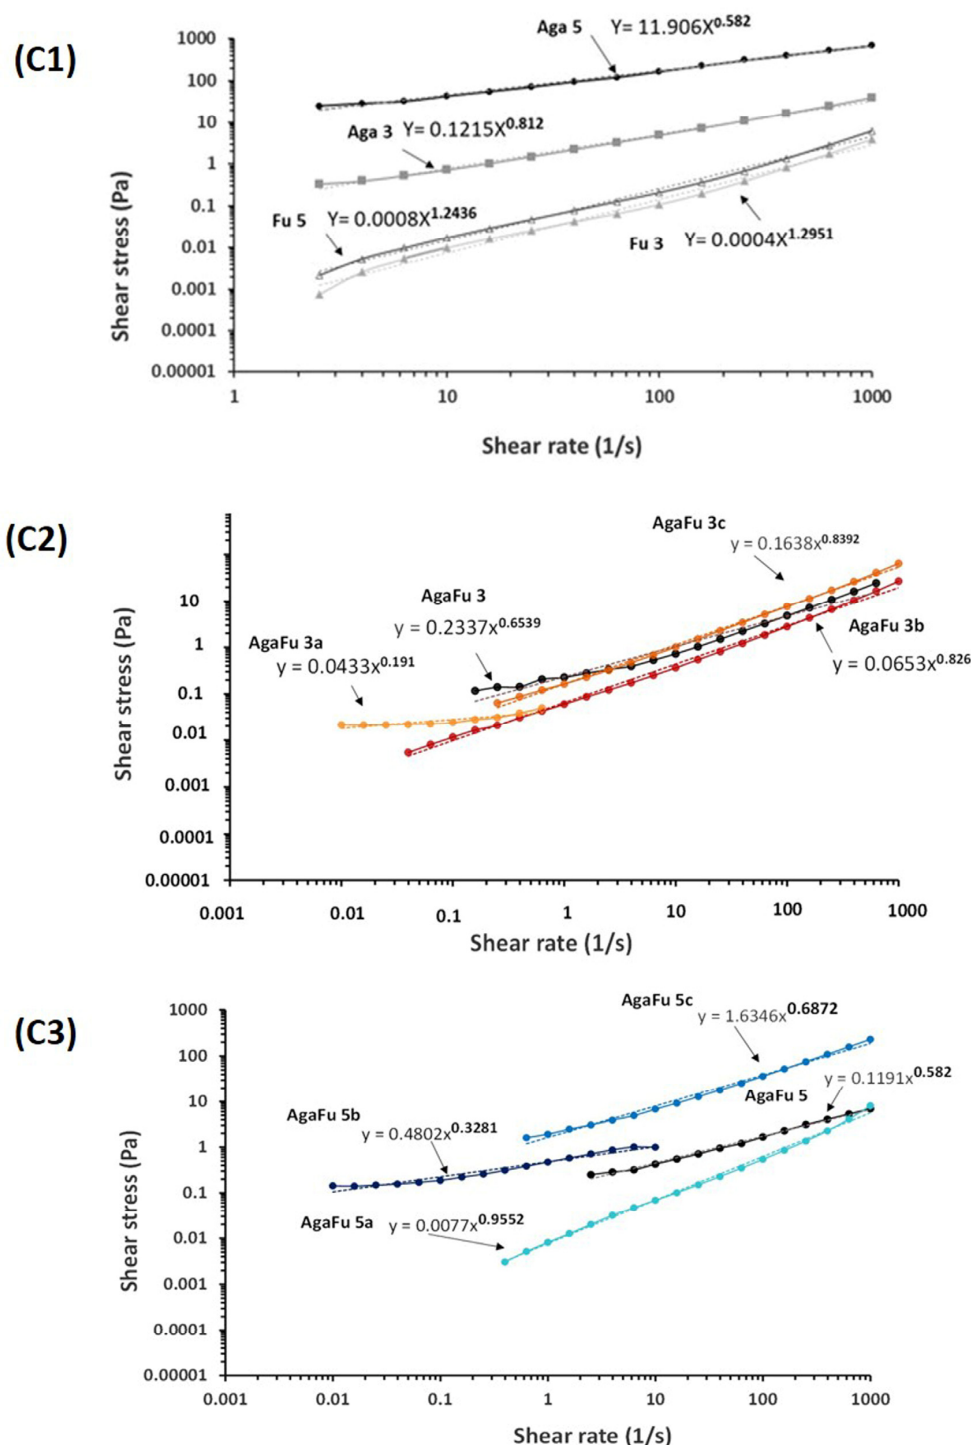 (C1)
Aga 5 Y= 11.906X0.582
Aga 3 Y= 0.1215X0.812
Fu 5 Y= 0.0008X1.2436
Fu 3 Y= 0.0004X1.2951
Shear stress (Pa)
1000
100
10
1
0.1
0.01
0.001
0.0001
0.00001
1 10 100 1000
Shear rate (1/s)
(C2)
AgaFu 3c
y = 0.1638x0.8392
AgaFu 3
y = 0.2337x0.6539
AgaFu 3a
y = 0.0433x0.191
AgaFu 3b
y = 0.0653x0.826
Shear stress (Pa)
10
1
0.1
0.01
0.001
0.0001
0.00001
0.001 0.01 0.1 1 10 100 1000
Shear rate (1/s)
(C3)
AgaFu 5c
y = 1.6346x0.6872
AgaFu 5
y = 0.1191x0.582
AgaFu 5b
y = 0.4802x0.3281
AgaFu 5a y = 0.0077x0.9552
Shear stress (Pa)
1000
100
10
1
0.1
0.01
0.001
0.0001
0.00001
0.001 0.01 0.1 1 10 100 1000
Shear rate (1/s)